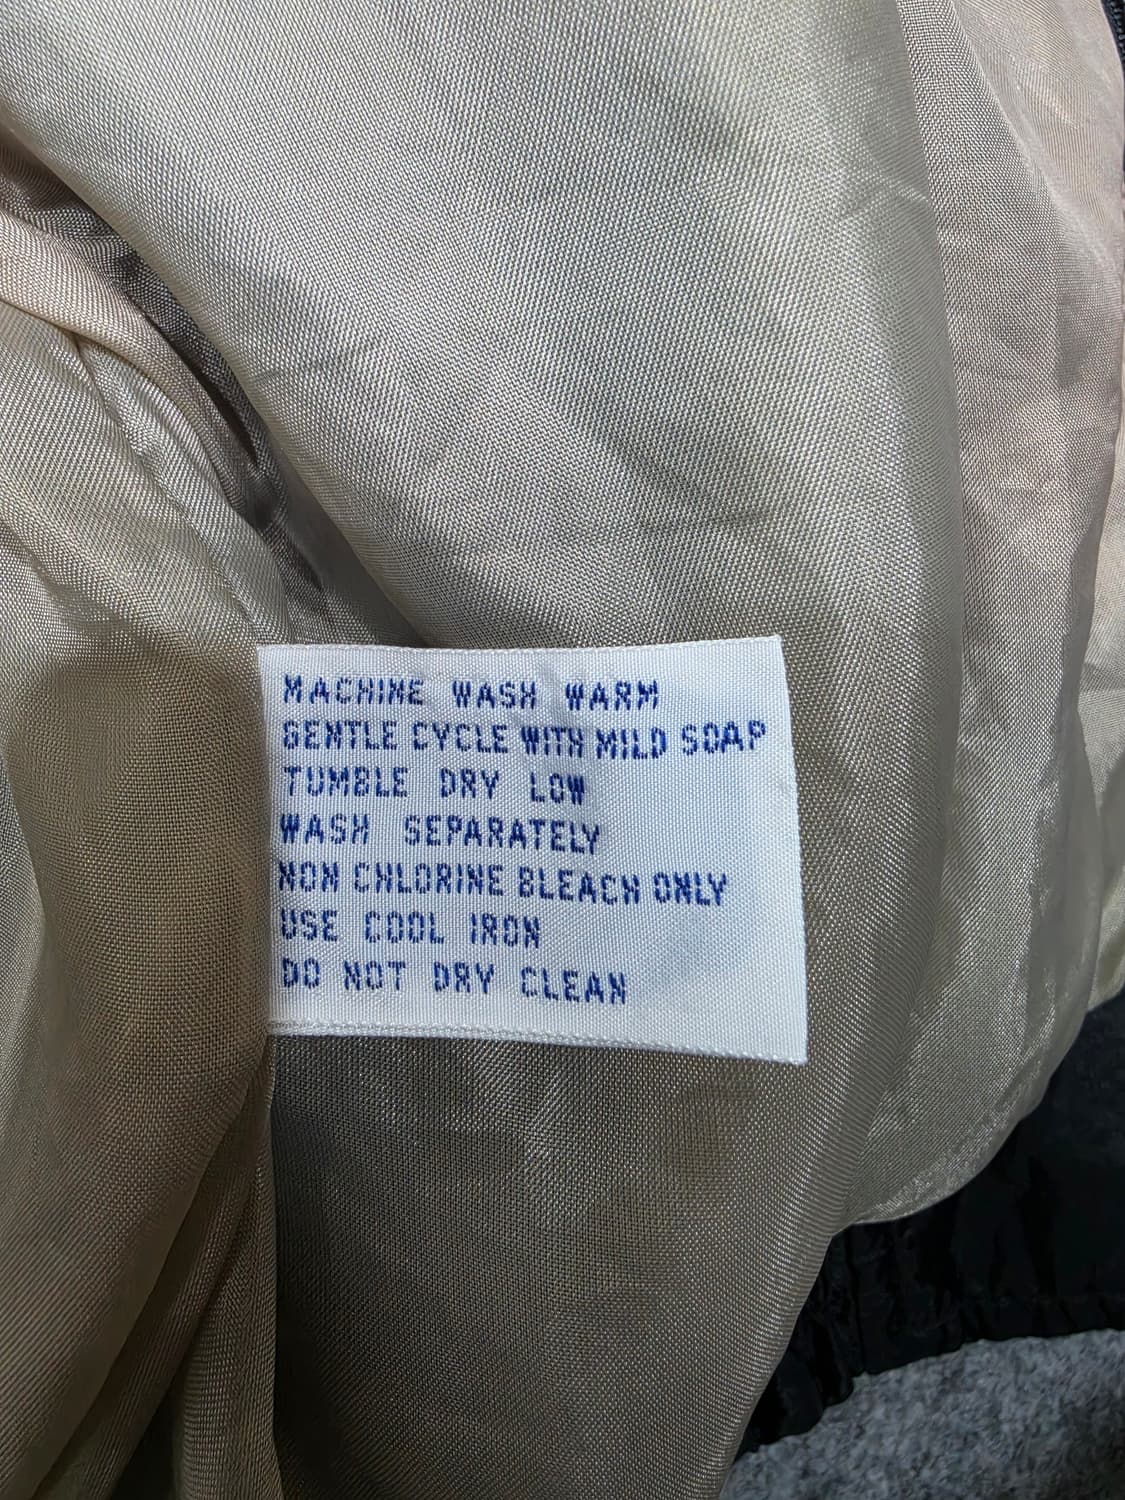 MACHINE WASH WARM
GENTLE CYCLE WITH MILD SOAP
TUMBLE DRY LOW
WASH SEPARATELY
NON CHLORINE BLEACH ONLY
USE COOL IRON
DO NOT DRY CLEAN